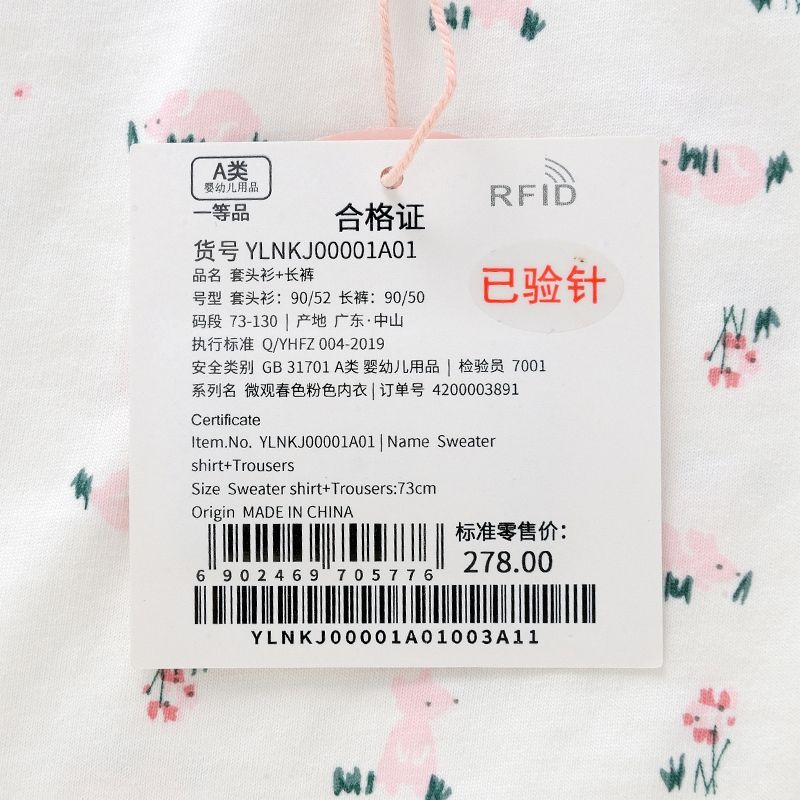 A类
婴幼儿用品
一等品
合格证
RFID
货号 YLNKJ00001A01
已验针
品名 套头衫+长裤
号型 套头衫：90/52 长裤：90/50
码段 73-130 | 产地 广东·中山
执行标准 Q/YHFZ 004-2019
安全类别 GB 31701 A类 婴幼儿用品 | 检验员 7001
系列名 微观春色粉色内衣 | 订单号 4200003891
Certificate
Item.No. YLNKJ00001A01 | Name Sweater
shirt+Trousers
Size Sweater shirt+Trousers:73cm
Origin MADE IN CHINA
标准零售价：
278.00
6 902469 705776
YLNKJ00001A01003A11